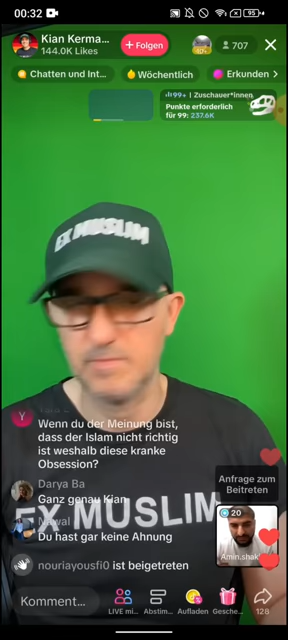 00:32
95
Kian Kerma...
144.0K Likes
+ Folgen
707
Chatten und Int...
Wöchentlich
Erkunden
99+ | Zuschauer*innen
Punkte erforderlich
für 99: 237.6K
EX MUSLIM
Y
Wenn du der Meinung bist,
dass der Islam nicht richtig
ist weshalb diese kranke
Obsession?
Darya Ba
Ganz genau Kian
EX MUSLIM
Nawal
Du hast gar keine Ahnung
nouriayousfi0 ist beigetreten
Anfrage zum
Beitreten
20
Komment...
LIVE mi...
Abstim...
Aufladen
Gesche...
128